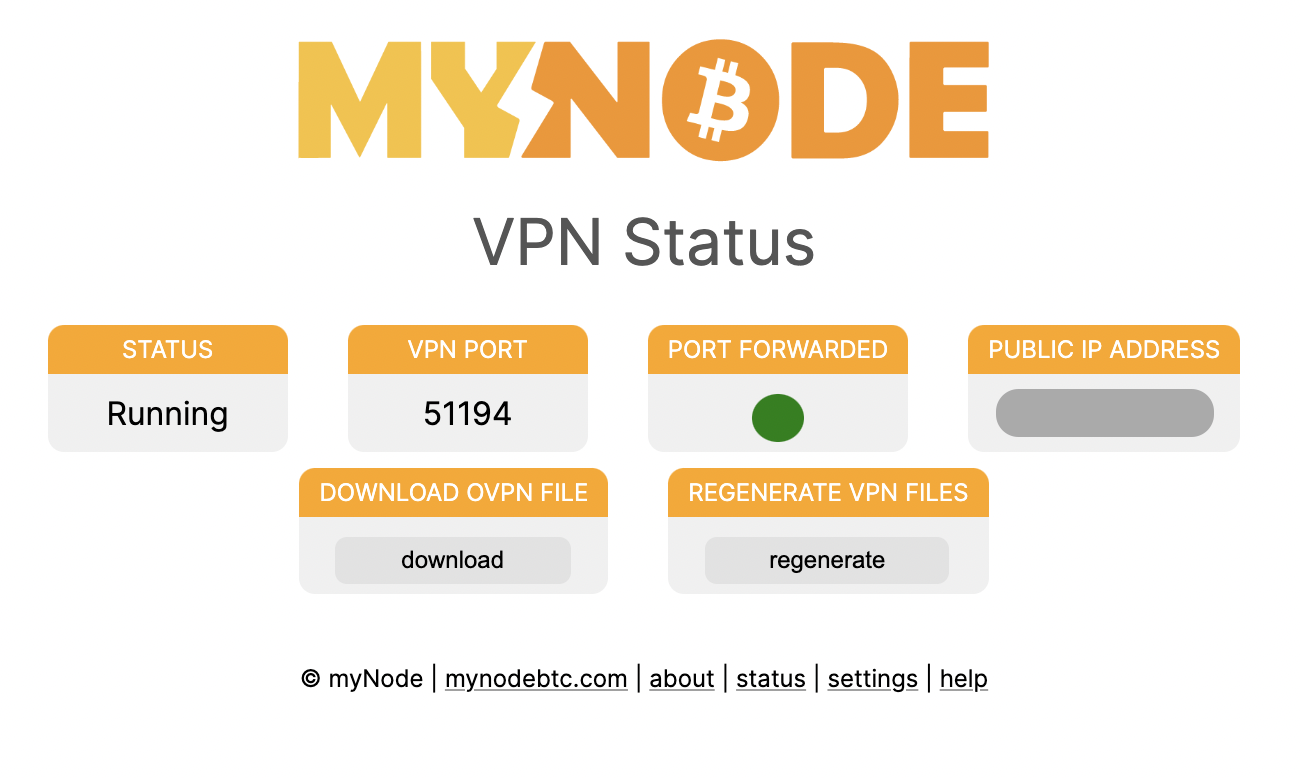 MYNODE
VPN Status
STATUS
Running
VPN PORT
51194
PORT FORWARDED
PUBLIC IP ADDRESS
DOWNLOAD OVPN FILE
download
REGENERATE VPN FILES
regenerate
© myNode | mynodebtc.com | about | status | settings | help